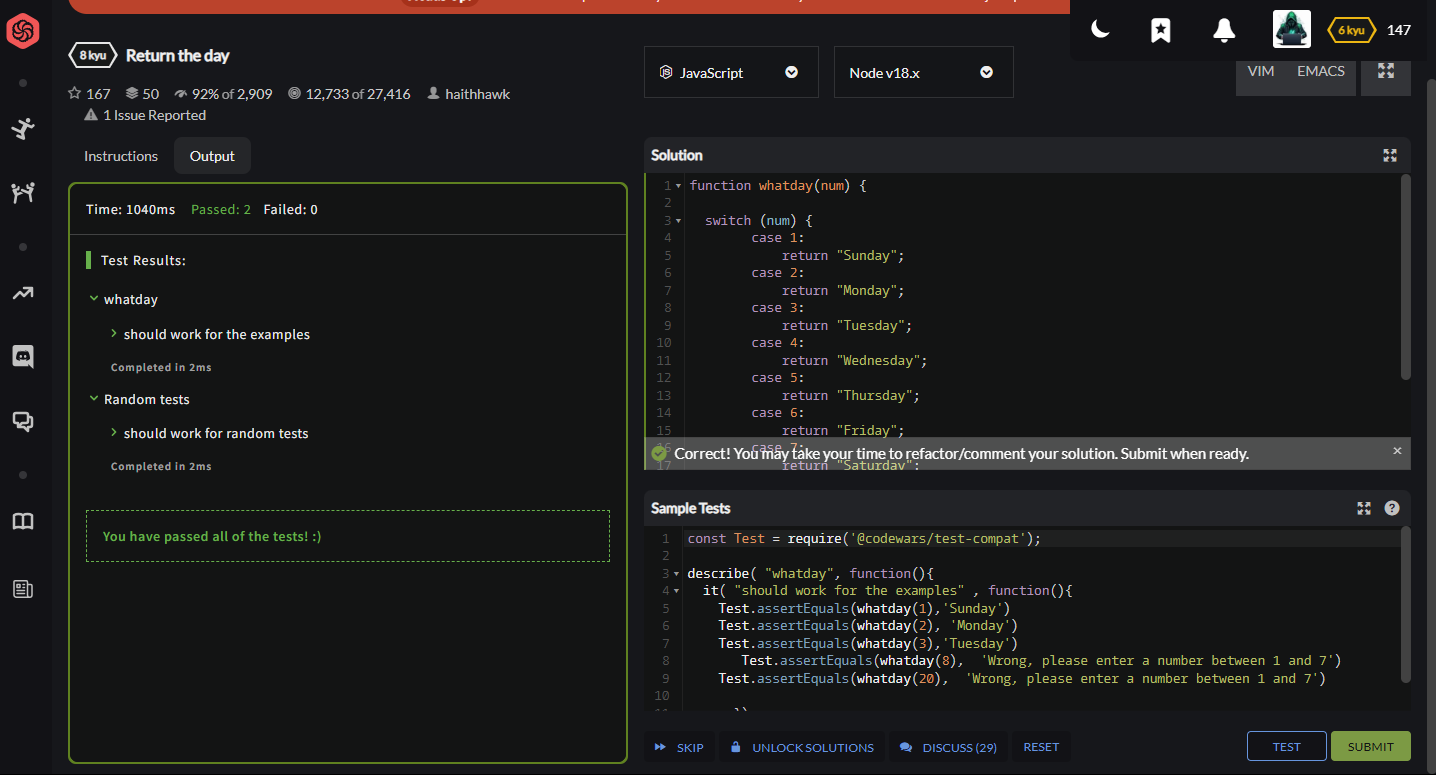 8 kyu Return the day
167 50 92% of 2,909 12,733 of 27,416 haithhawk
1 Issue Reported
Instructions Output
Time: 1040ms Passed: 2 Failed: 0
Test Results:
whatday
should work for the examples
Completed in 2ms
Random tests
should work for random tests
Completed in 2ms
You have passed all of the tests! :)
6 kyu 147
JavaScript Node v18.x VIM EMACS
Solution
1 function whatday(num) {
2
3 switch (num) {
4 case 1:
5 return "Sunday";
6 case 2:
7 return "Monday";
8 case 3:
9 return "Tuesday";
10 case 4:
11 return "Wednesday";
12 case 5:
13 return "Thursday";
14 case 6:
15 return "Friday";
16 case 7:
Correct! You may take your time to refactor/comment your solution. Submit when ready.
17 return "Saturday";
Sample Tests
1 const Test = require('@codewars/test-compat');
2
3 describe( "whatday", function(){
4 it( "should work for the examples" , function(){
5 Test.assertEquals(whatday(1),'Sunday')
6 Test.assertEquals(whatday(2), 'Monday')
7 Test.assertEquals(whatday(3),'Tuesday')
8 Test.assertEquals(whatday(8), 'Wrong, please enter a number between 1 and 7')
9 Test.assertEquals(whatday(20), 'Wrong, please enter a number between 1 and 7')
10
SKIP UNLOCK SOLUTIONS DISCUSS (29) RESET TEST SUBMIT